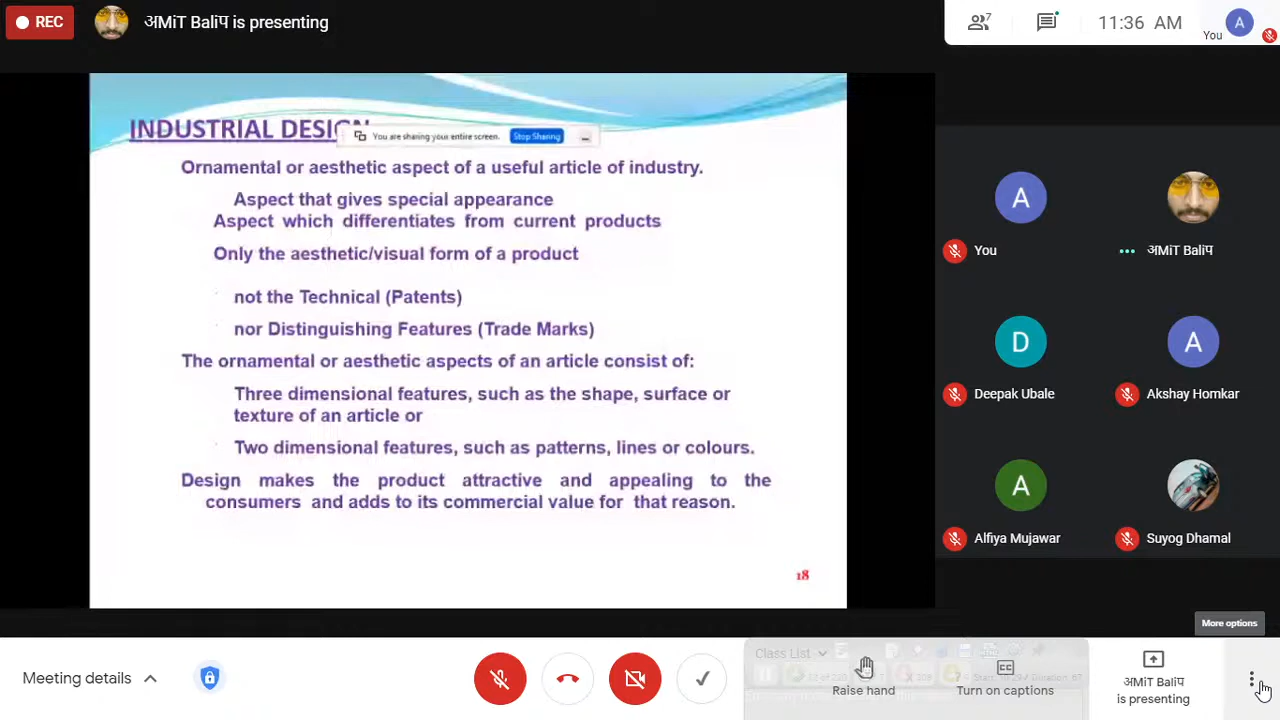 REC
अMiT Baliप is presenting
7
11:36 AM
You
A
INDUSTRIAL DESIGN
You are sharing your entire screen.
Stop Sharing
Ornamental or aesthetic aspect of a useful article of industry.
Aspect that gives special appearance
Aspect which differentiates from current products
Only the aesthetic/visual form of a product
not the Technical (Patents)
nor Distinguishing Features (Trade Marks)
The ornamental or aesthetic aspects of an article consist of:
Three dimensional features, such as the shape, surface or
texture of an article or
Two dimensional features, such as patterns, lines or colours.
Design makes the product attractive and appealing to the
consumers and adds to its commercial value for that reason.
18
A
You
अMiT Baliप
D
Deepak Ubale
A
Akshay Homkar
A
Alfiya Mujawar
Suyog Dhamal
More options
Meeting details
Class List
Raise hand
CC
Turn on captions
अMiT Baliप
is presenting